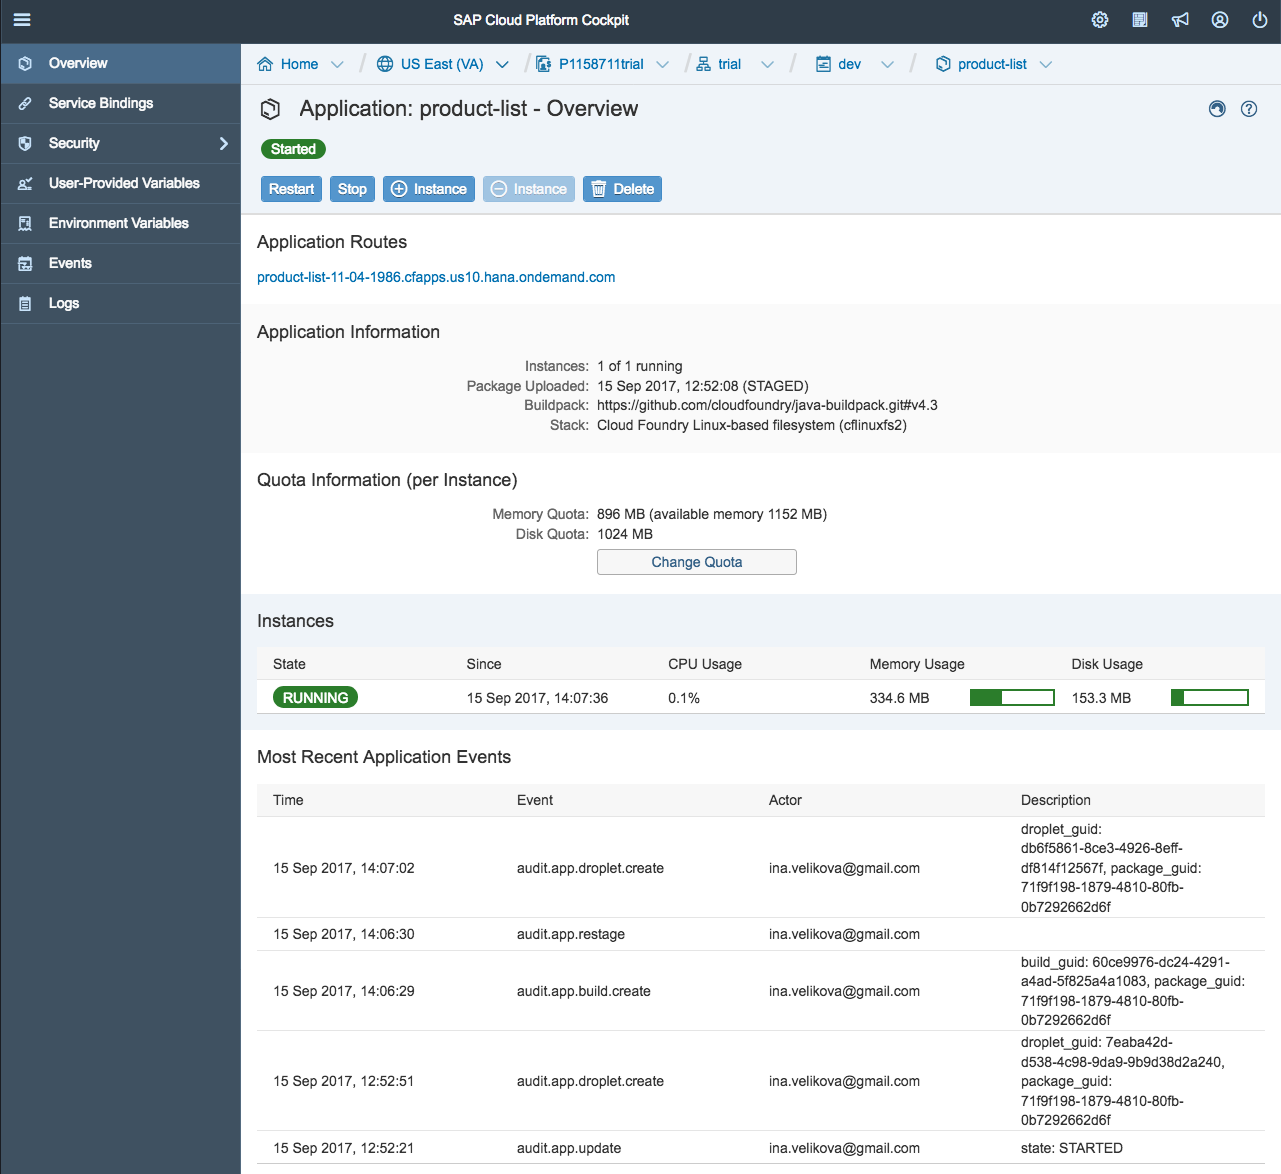 SAP Cloud Platform Cockpit
Overview
Service Bindings
Security
User-Provided Variables
Environment Variables
Events
Logs
Home / US East (VA) / P1158711trial / trial / dev / product-list
Application: product-list - Overview
Started
Restart Stop Instance Instance Delete
Application Routes
product-list-11-04-1986.cfapps.us10.hana.ondemand.com
Application Information
Instances: 1 of 1 running
Package Uploaded: 15 Sep 2017, 12:52:08 (STAGED)
Buildpack: https://github.com/cloudfoundry/java-buildpack.git#v4.3
Stack: Cloud Foundry Linux-based filesystem (cflinuxfs2)
Quota Information (per Instance)
Memory Quota: 896 MB (available memory 1152 MB)
Disk Quota: 1024 MB
Change Quota
Instances
State Since CPU Usage Memory Usage Disk Usage
RUNNING 15 Sep 2017, 14:07:36 0.1% 334.6 MB 153.3 MB
Most Recent Application Events
Time Event Actor Description
15 Sep 2017, 14:07:02 audit.app.droplet.create ina.velikova@gmail.com droplet_guid:
db6f5861-8ce3-4926-8eff-
df814f12567f, package_guid:
71f9f198-1879-4810-80fb-
0b7292662d6f
15 Sep 2017, 14:06:30 audit.app.restage ina.velikova@gmail.com
15 Sep 2017, 14:06:29 audit.app.build.create ina.velikova@gmail.com build_guid: 60ce9976-dc24-4291-
a4ad-5f825a4a1083, package_guid:
71f9f198-1879-4810-80fb-
0b7292662d6f
15 Sep 2017, 12:52:51 audit.app.droplet.create ina.velikova@gmail.com droplet_guid: 7eaba42d-
d538-4c98-9da9-9b9d38d2a240,
package_guid:
71f9f198-1879-4810-80fb-
0b7292662d6f
15 Sep 2017, 12:52:21 audit.app.update ina.velikova@gmail.com state: STARTED